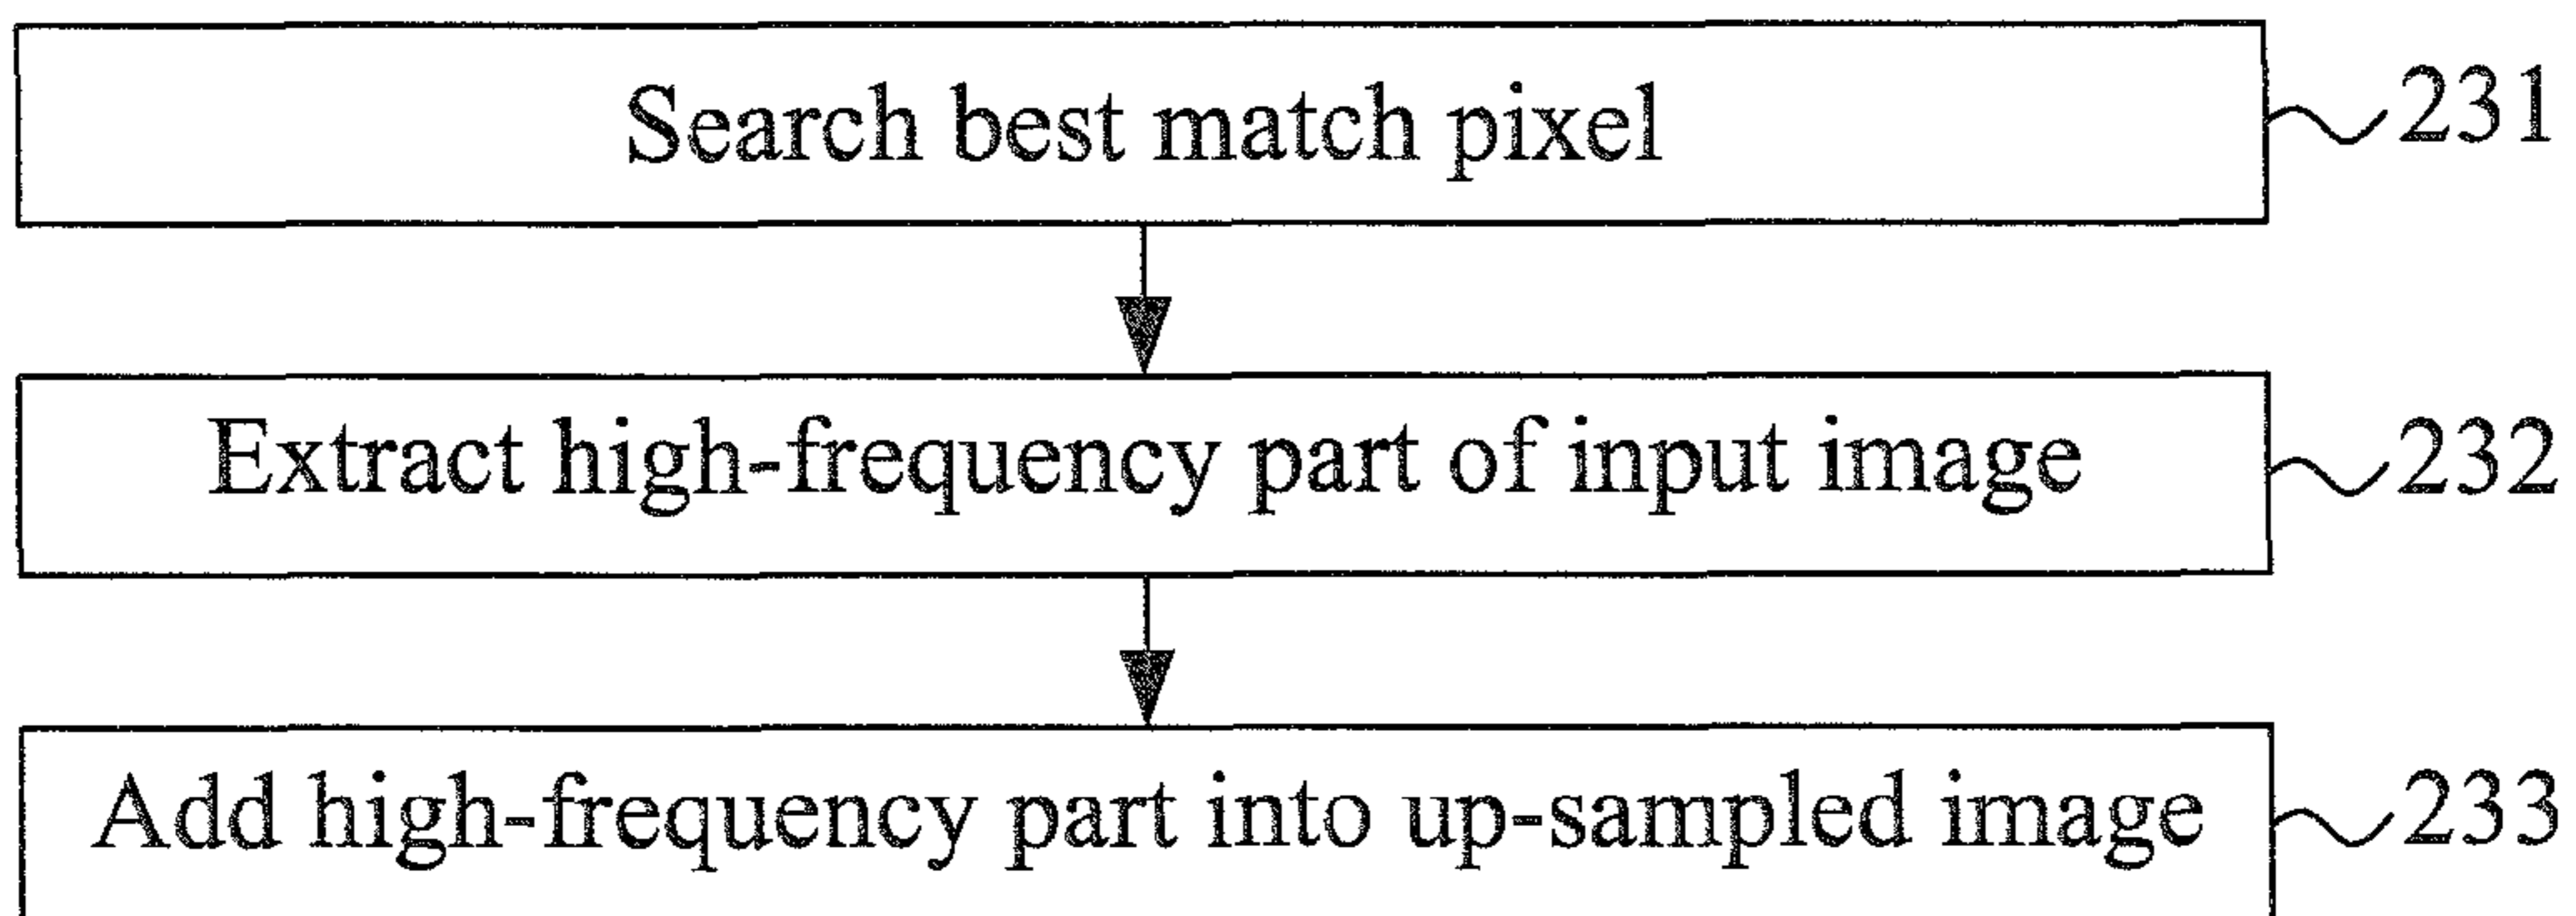 Search best match pixel 231
Extract high-frequency part of input image 232
Add high-frequency part into up-sampled image 233